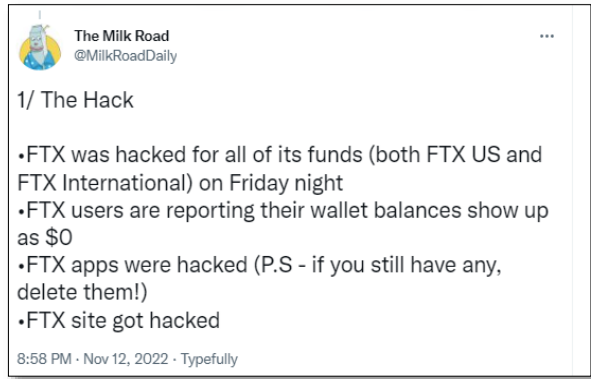 The Milk Road
@MilkRoadDaily
1/ The Hack
•FTX was hacked for all of its funds (both FTX US and
FTX International) on Friday night
•FTX users are reporting their wallet balances show up
as $0
•FTX apps were hacked (P.S - if you still have any,
delete them!)
•FTX site got hacked
8:58 PM · Nov 12, 2022 · Typefully